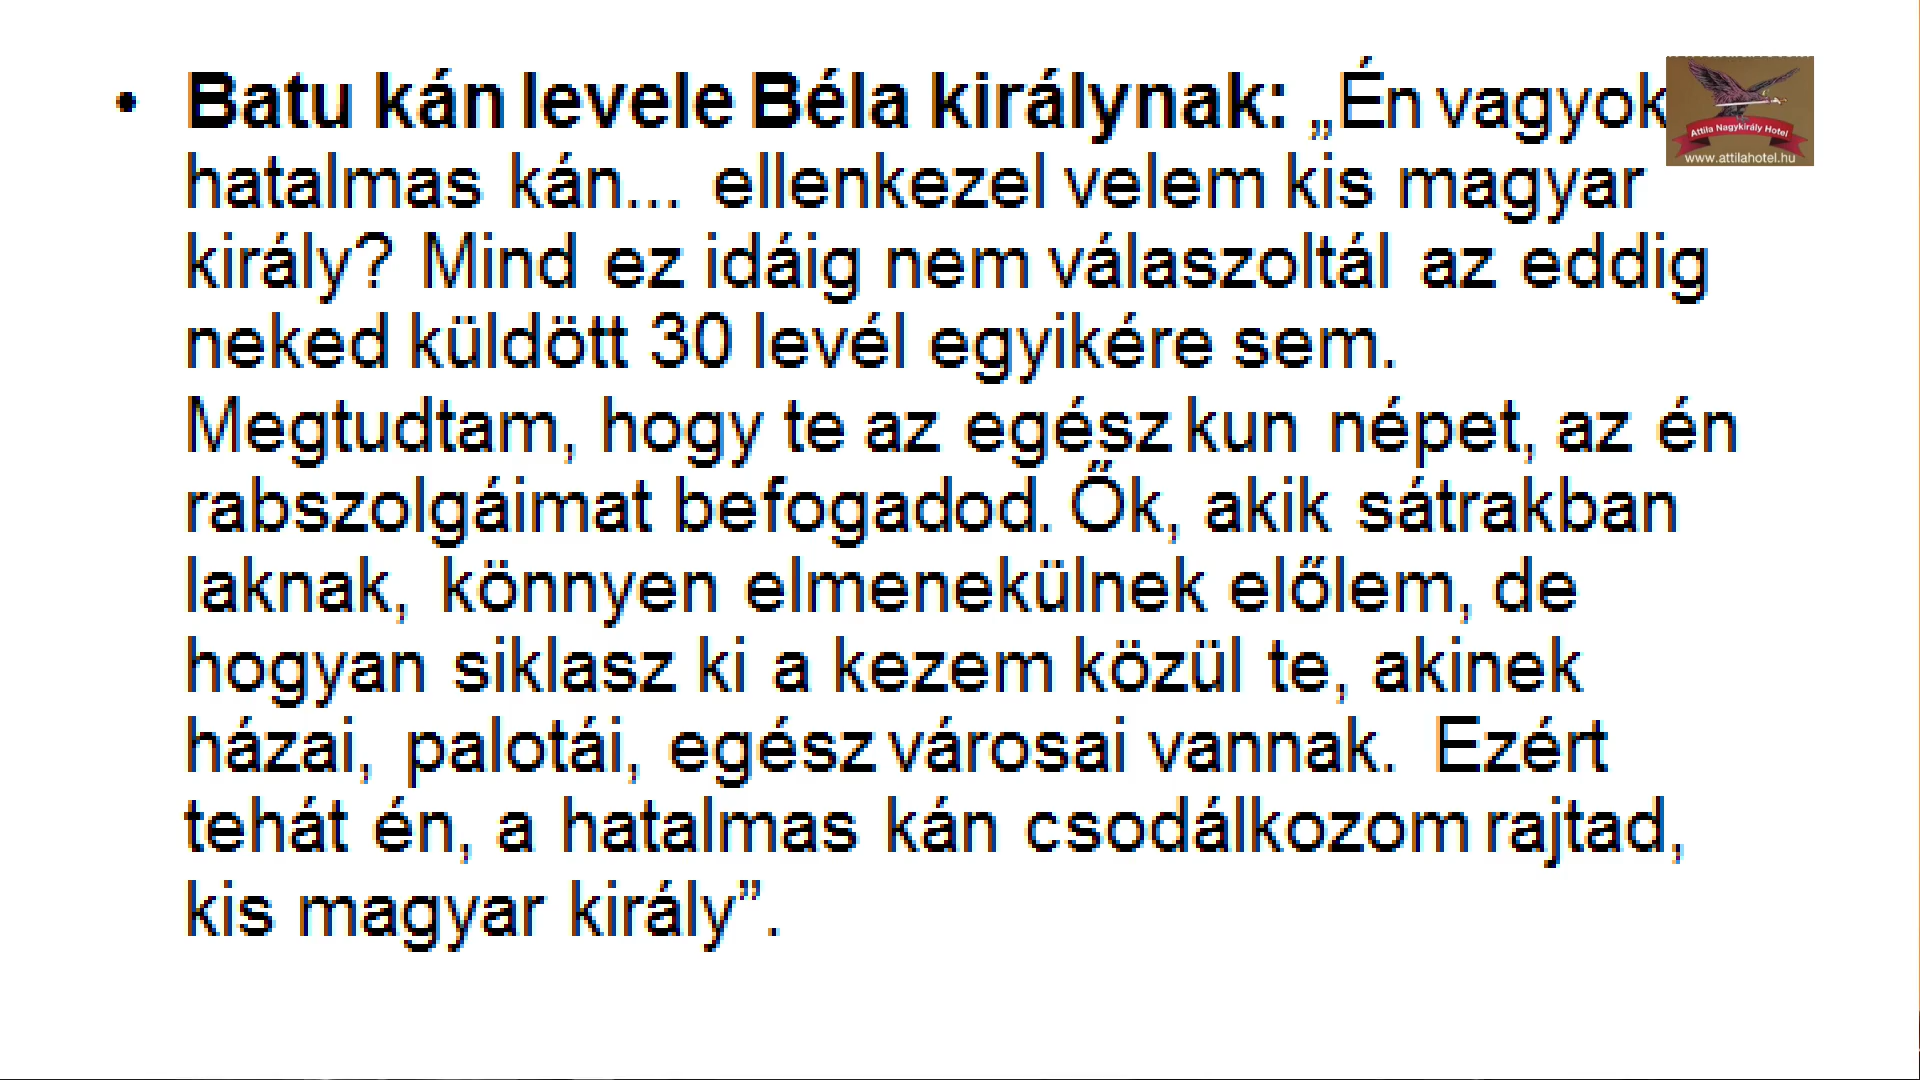 • Batu kán levele Béla királynak: „Én vagyok
hatalmas kán... ellenkezel velem kis magyar
király? Mind ez idáig nem válaszoltál az eddig
neked küldött 30 levél egyikére sem.
Megtudtam, hogy te az egész kun népet, az én
rabszolgáimat befogadod. Ők, akik sátrakban
laknak, könnyen elmenekülnek előlem, de
hogyan siklasz ki a kezem közül te, akinek
házai, palotái, egész városai vannak. Ezért
tehát én, a hatalmas kán csodálkozom rajtad,
kis magyar király”.
Attila Nagykirály Hotel
www.attilahotel.hu